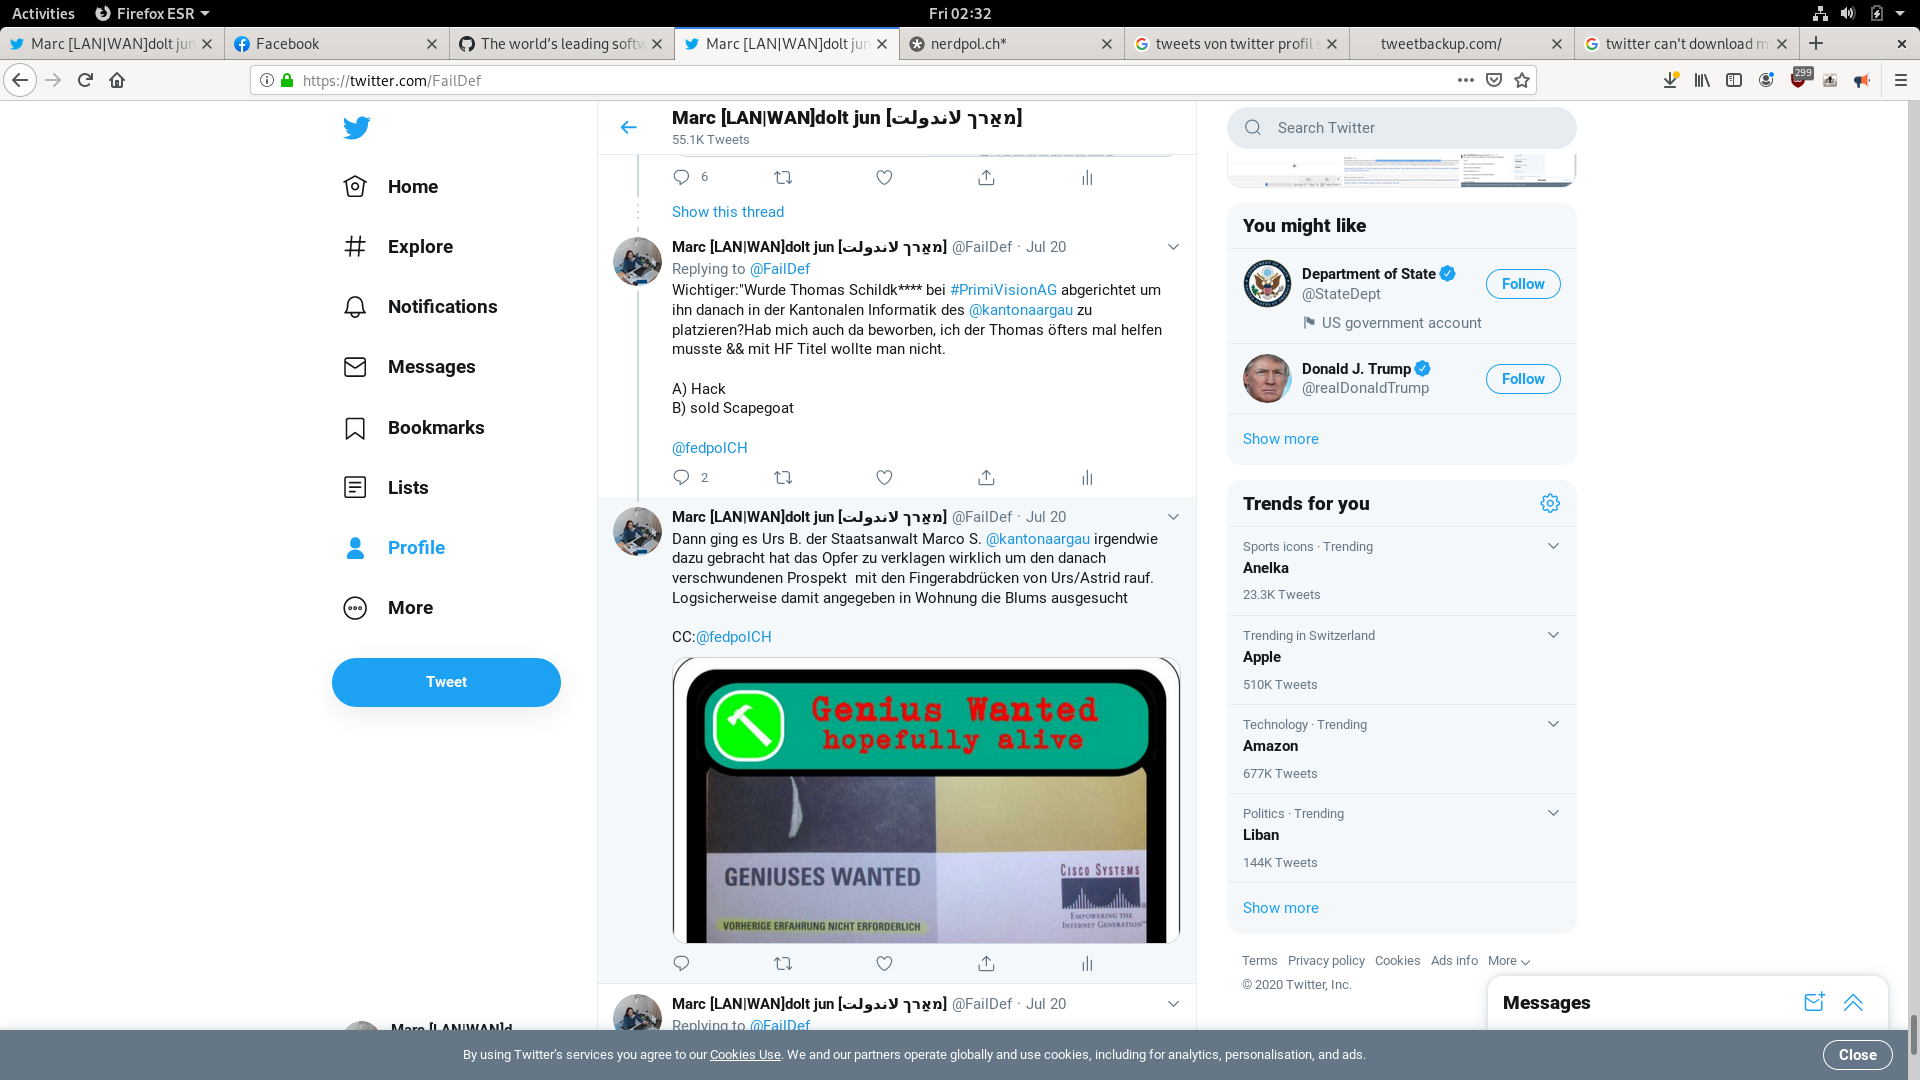 Activities
Firefox ESR
Fri 02:32
Marc [LAN|WAN]dolt jun
Facebook
The world's leading softw
Marc [LAN|WAN]dolt jun
nerdpol.ch*
tweets von twitter profil s
tweetbackup.com/
twitter can't download m
https://twitter.com/FailDef
299
Home
Explore
Notifications
Messages
Bookmarks
Lists
Profile
More
Tweet
Marc [LAN|WAN]d
Marc [LAN|WAN]dolt jun [מאַרך לאנדולת]
55.1K Tweets
6
Show this thread
Marc [LAN|WAN]dolt jun [מאַרך לאנדולת] @FailDef · Jul 20
Replying to @FailDef
Wichtiger:"Wurde Thomas Schildk**** bei #PrimiVisionAG abgerichtet um
ihn danach in der Kantonalen Informatik des @kantonaargau zu
platzieren?Hab mich auch da beworben, ich der Thomas öfters mal helfen
musste && mit HF Titel wollte man nicht.
A) Hack
B) sold Scapegoat
@fedpolCH
2
Marc [LAN|WAN]dolt jun [מאַרך לאנדולת] @FailDef · Jul 20
Dann ging es Urs B. der Staatsanwalt Marco S. @kantonaargau irgendwie
dazu gebracht hat das Opfer zu verklagen wirklich um den danach
verschwundenen Prospekt  mit den Fingerabdrücken von Urs/Astrid rauf.
Logsicherweise damit angegeben in Wohnung die Blums ausgesucht
CC:@fedpolCH
Genius Wanted
hopefully alive
GENIUSES WANTED
VORHERIGE ERFAHRUNG NICHT ERFORDERLICH
CISCO SYSTEMS
EMPOWERING THE
INTERNET GENERATION
Marc [LAN|WAN]dolt jun [מאַרך לאנדולת] @FailDef · Jul 20
Replying to @FailDef
Search Twitter
You might like
Department of State
@StateDept
US government account
Follow
Donald J. Trump
@realDonaldTrump
Follow
Show more
Trends for you
Sports icons · Trending
Anelka
23.3K Tweets
Trending in Switzerland
Apple
510K Tweets
Technology · Trending
Amazon
677K Tweets
Politics · Trending
Liban
144K Tweets
Show more
Terms Privacy policy Cookies Ads info More
© 2020 Twitter, Inc.
Messages
By using Twitter's services you agree to our Cookies Use. We and our partners operate globally and use cookies, including for analytics, personalisation, and ads.
Close